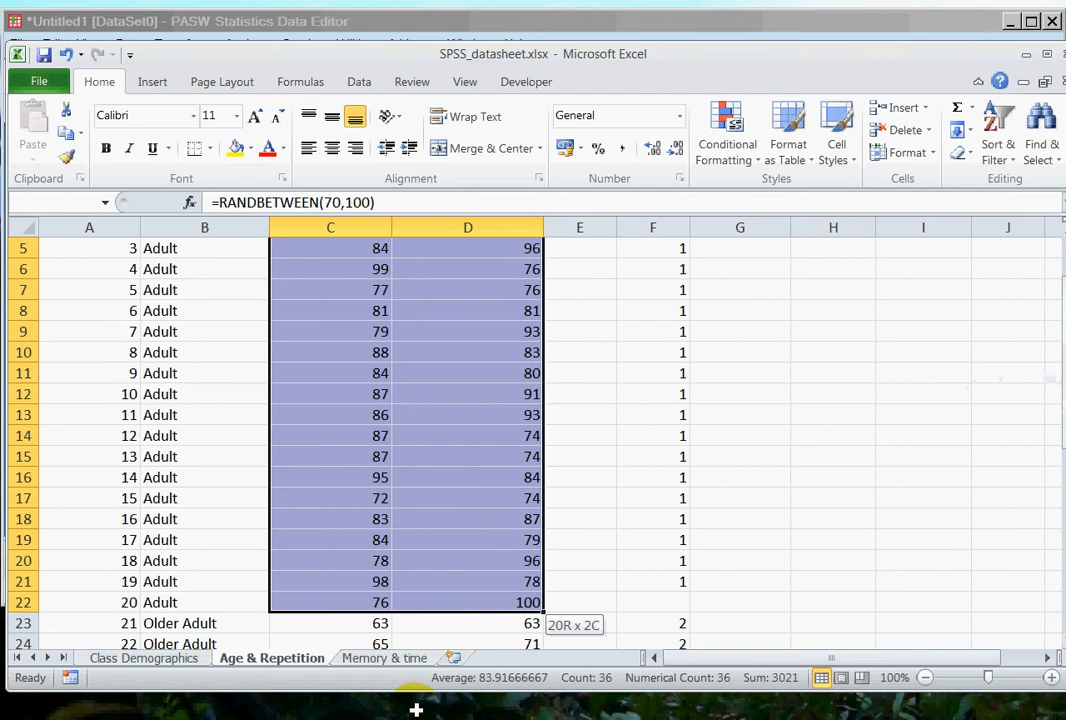 *Untitled1 [DataSet0] - PASW Statistics Data Editor
SPSS_datasheet.xlsx - Microsoft Excel
File Home Insert Page Layout Formulas Data Review View Developer
Paste
Calibri 11
Wrap Text
General
Insert
Delete
Format
B I U
Merge & Center
$ % ,
Conditional Formatting
Format as Table
Cell Styles
Sort & Filter
Find & Select
Clipboard Font Alignment Number Styles Cells Editing
fx =RANDBETWEEN(70,100)
A B C D E F G H I J
5 3 Adult 84 96 1
6 4 Adult 99 76 1
7 5 Adult 77 76 1
8 6 Adult 81 81 1
9 7 Adult 79 93 1
10 8 Adult 88 83 1
11 9 Adult 84 80 1
12 10 Adult 87 91 1
13 11 Adult 86 93 1
14 12 Adult 87 74 1
15 13 Adult 87 74 1
16 14 Adult 95 84 1
17 15 Adult 72 74 1
18 16 Adult 83 87 1
19 17 Adult 84 79 1
20 18 Adult 78 96 1
21 19 Adult 98 78 1
22 20 Adult 76 100
23 21 Older Adult 63 63 2
24 22 Older Adult 65 71 2
20R x 2C
Class Demographics Age & Repetition Memory & time
Ready Average: 83.91666667 Count: 36 Numerical Count: 36 Sum: 3021 100%